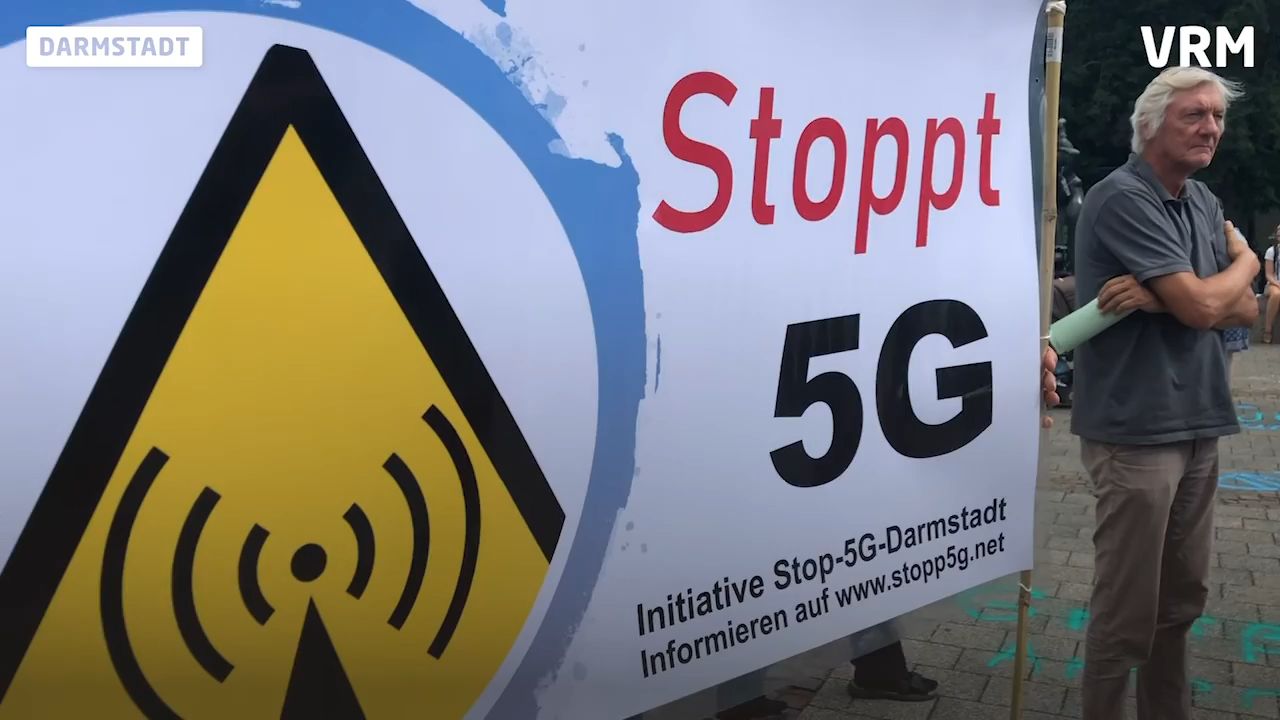 DARMSTADT
VRM
Stoppt
5G
Initiative Stop-5G-Darmstadt
Informieren auf www.stopp5g.net